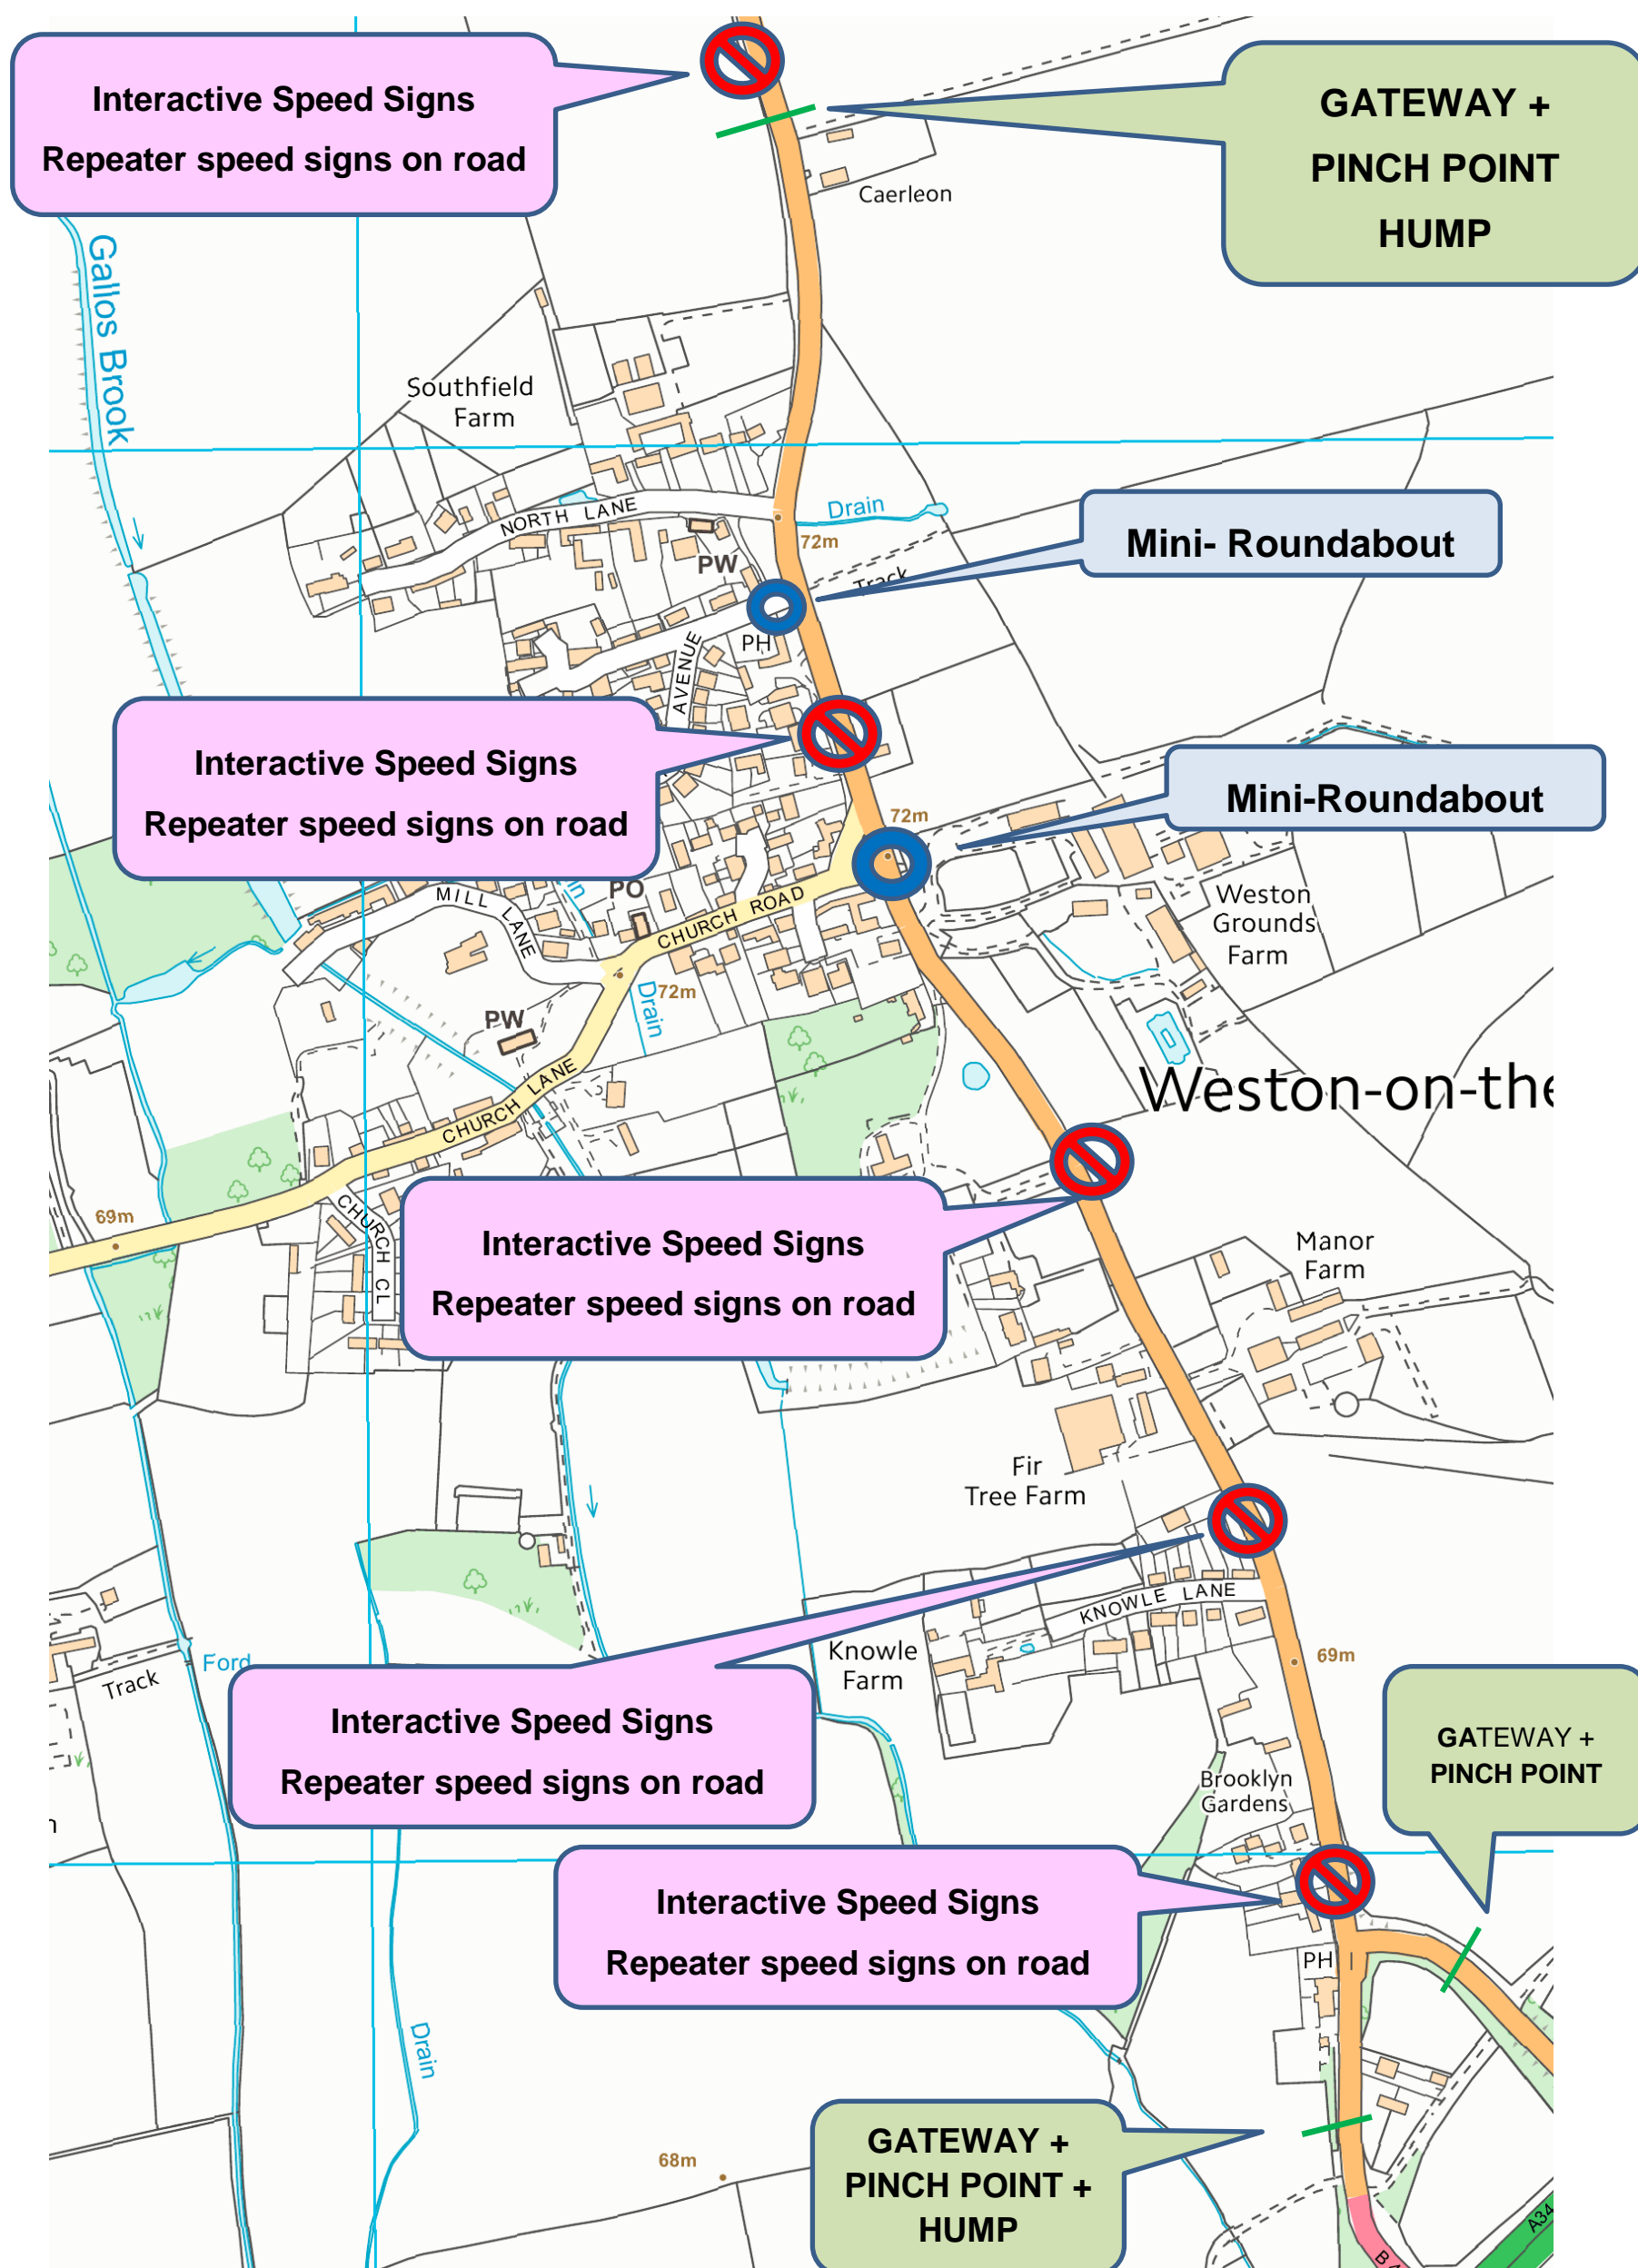 Interactive Speed Signs
Repeater speed signs on road
GATEWAY +
PINCH POINT
HUMP
Caerleon
Gallos Brook
Southfield
Farm
NORTH LANE
Drain
72m
PW
Track
Mini- Roundabout
PH
AVENUE
Interactive Speed Signs
Repeater speed signs on road
Mini-Roundabout
72m
MILL LANE
PO
CHURCH ROAD
Weston
Grounds
Farm
72m
Drain
PW
CHURCH LANE
Weston-on-the
69m
CHURCH CL
Interactive Speed Signs
Repeater speed signs on road
Manor
Farm
Fir
Tree Farm
KNOWLE LANE
Knowle
Farm
69m
Ford
Track
Interactive Speed Signs
Repeater speed signs on road
GATEWAY +
PINCH POINT
Brooklyn
Gardens
Interactive Speed Signs
Repeater speed signs on road
PH
Drain
GATEWAY +
PINCH POINT +
HUMP
68m
A34